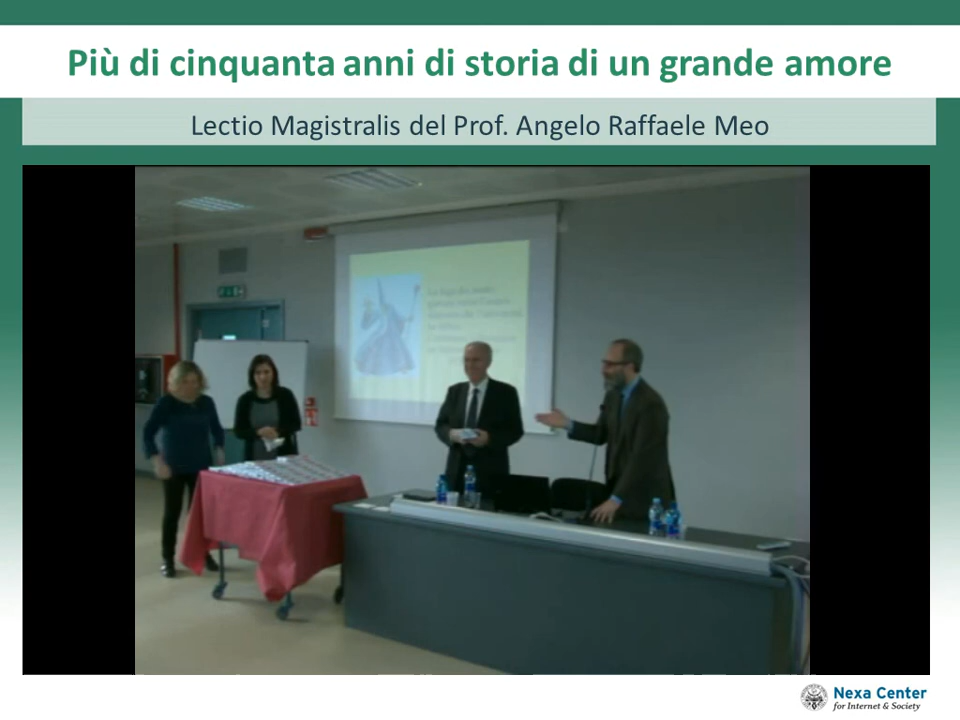 Più di cinquanta anni di storia di un grande amore
Lectio Magistralis del Prof. Angelo Raffaele Meo
Nexa Center
for Internet & Society